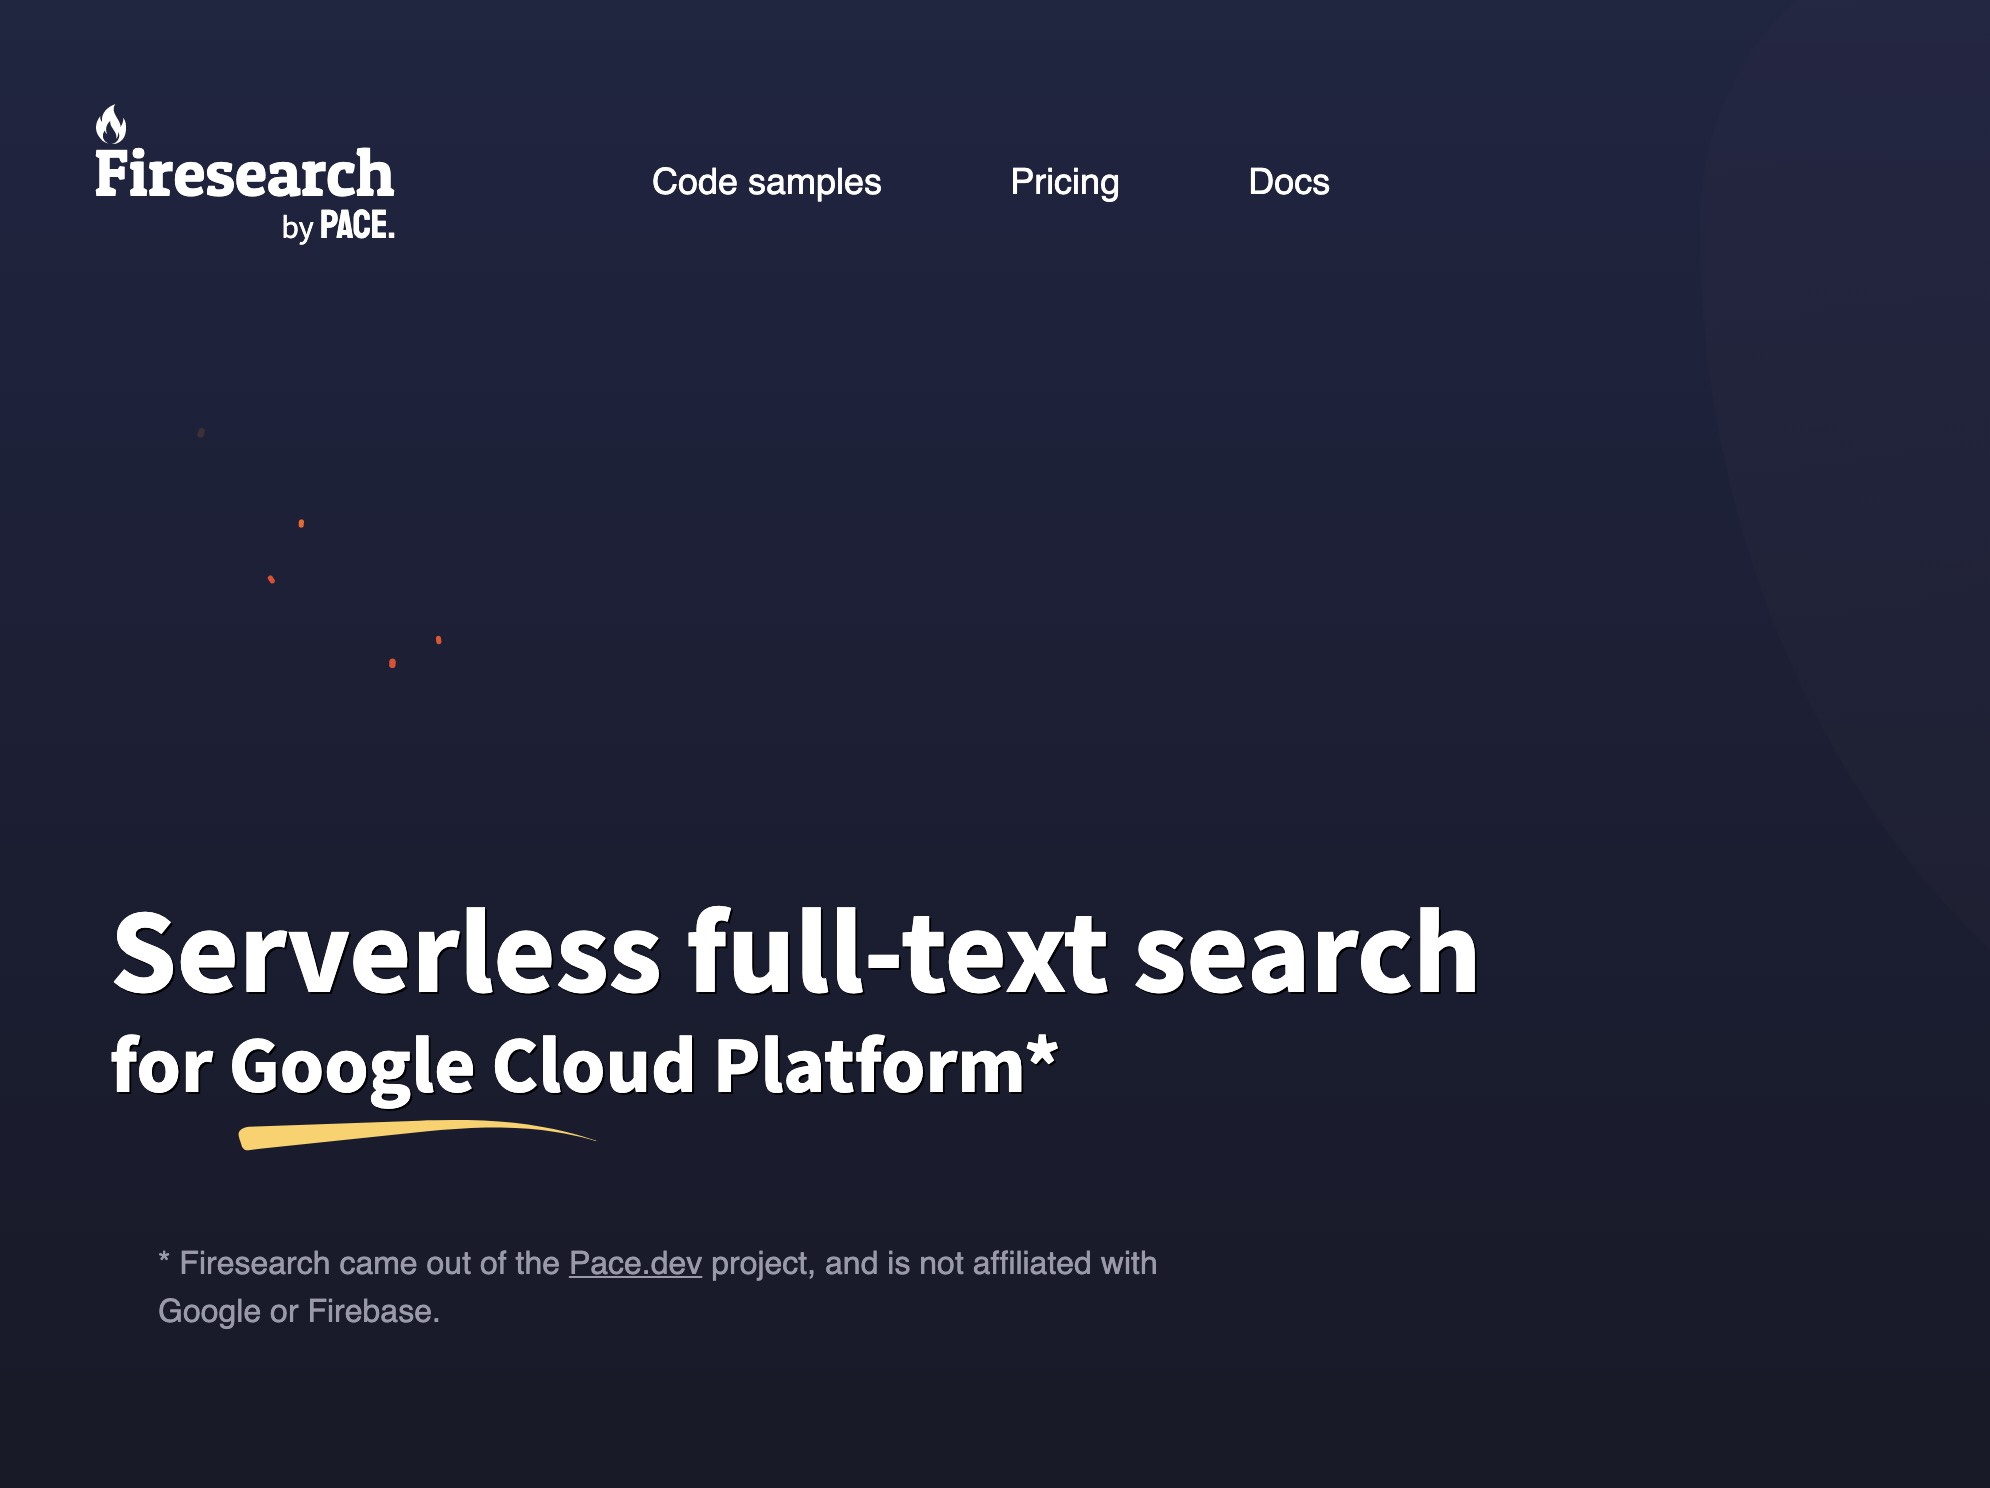 Firesearch
by PACE.
Code samples
Pricing
Docs
Serverless full-text search
for Google Cloud Platform*
* Firesearch came out of the Pace.dev project, and is not affiliated with
Google or Firebase.